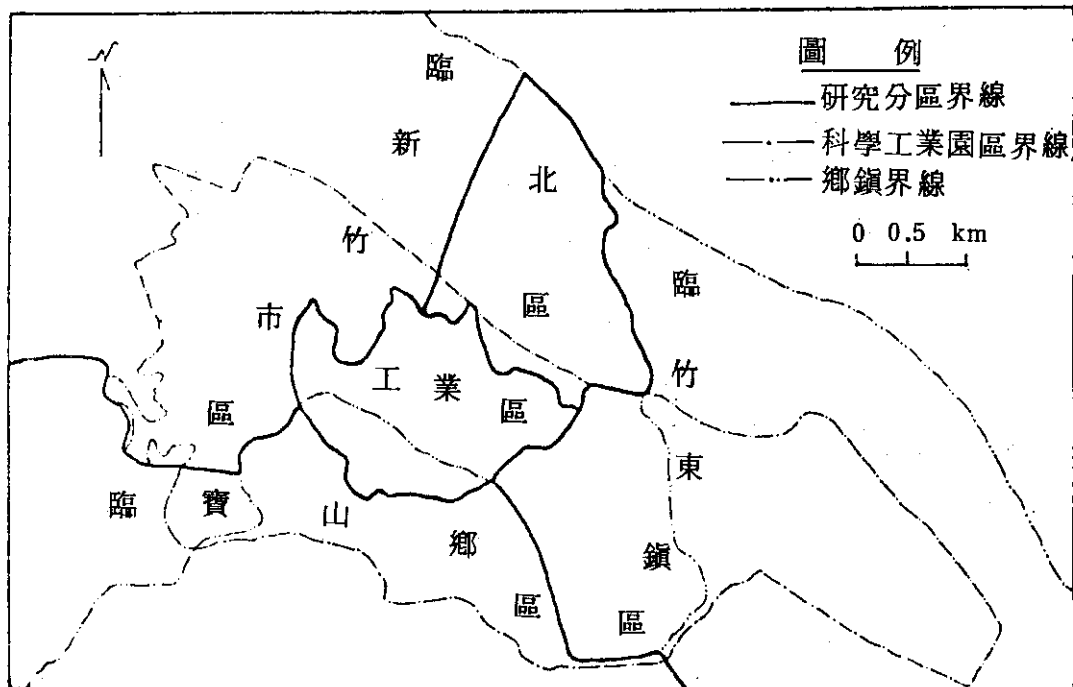 圖 例
研究分區界線
科學工業園區界線
鄉鎮界線
0 0.5 km
N
臨新竹市區
北區
工業區
臨竹東鎮區
臨寶山鄉區